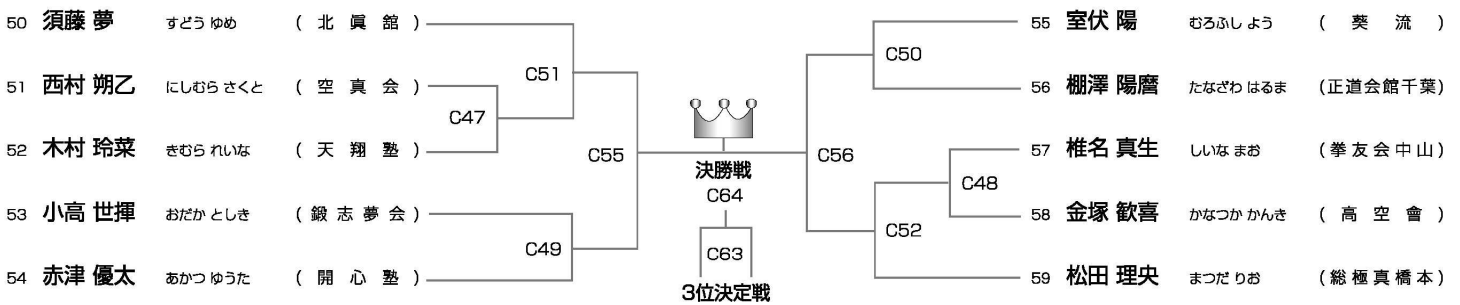 50 須藤 夢 すどう ゆめ ( 北 眞 舘 )
51 西村 朔乙 にしむら さくと ( 空 真 会 )
52 木村 玲菜 きむら れいな ( 天 翔 塾 )
53 小高 世揮 おだか としき ( 鍛 志 夢 会 )
54 赤津 優太 あかつ ゆうた ( 開 心 塾 )
C51
C47
C55
C49
決勝戦
C64
C63
3位決定戦
C50
C56
C48
C52
55 室伏 陽 むろふし よう ( 葵 流 )
56 棚澤 陽麿 たなざわ はるま (正道会館千葉)
57 椎名 真生 しいな まお (拳友会中山)
58 金塚 歓喜 かなつか かんき ( 高 空 會 )
59 松田 理央 まつだ りお (総極真橋本)